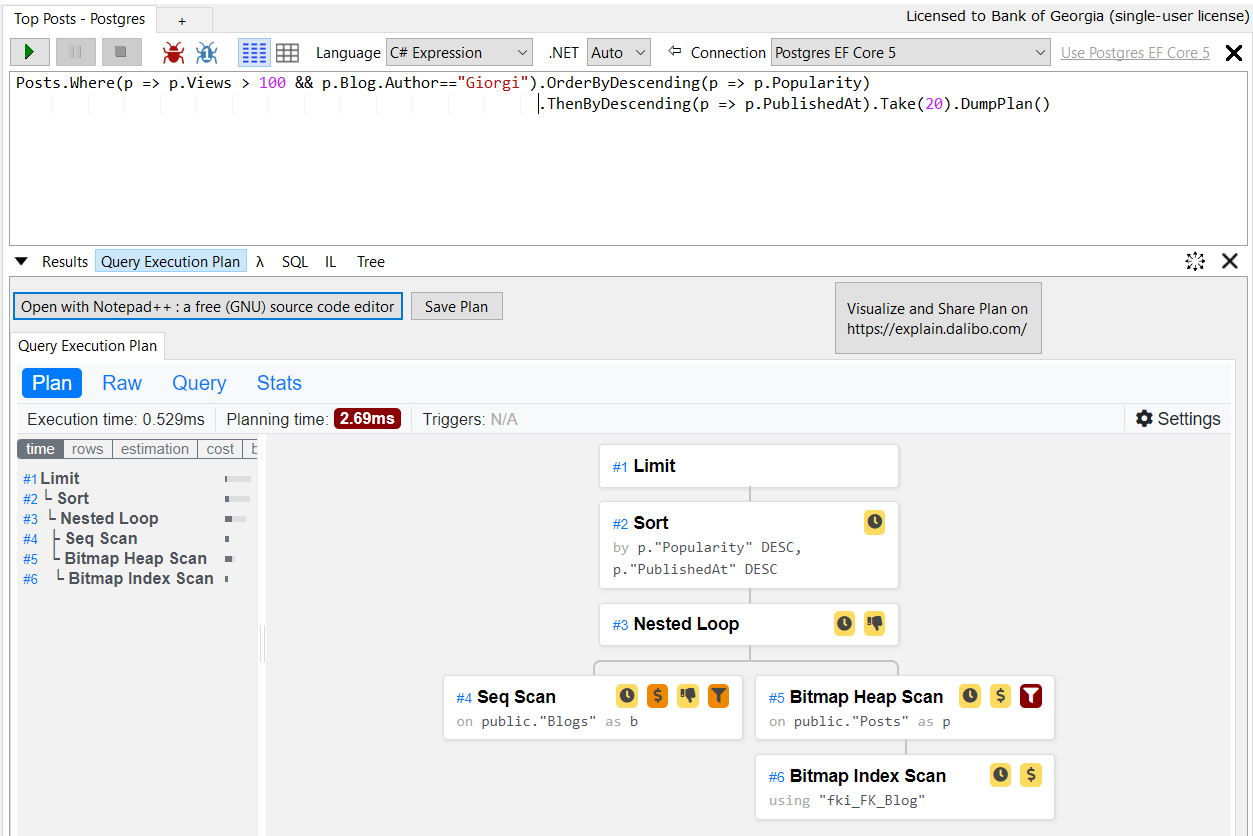 Top Posts - Postgres
+
Licensed to Bank of Georgia (single-user license)
Language C# Expression .NET Auto Connection Postgres EF Core 5 Use Postgres EF Core 5
Posts.Where(p => p.Views > 100 && p.Blog.Author=="Giorgi").OrderByDescending(p => p.Popularity)
.ThenByDescending(p => p.PublishedAt).Take(20).DumpPlan()
Results Query Execution Plan λ SQL IL Tree
Open with Notepad++ : a free (GNU) source code editor
Save Plan
Visualize and Share Plan on
https://explain.dalibo.com/
Query Execution Plan
Plan Raw Query Stats
Execution time: 0.529ms Planning time: 2.69ms Triggers: N/A
Settings
time rows estimation cost
#1 Limit
#2 └ Sort
#3 └ Nested Loop
#4 ├ Seq Scan
#5 └ Bitmap Heap Scan
#6 └ Bitmap Index Scan
#1 Limit
#2 Sort
by p."Popularity" DESC,
p."PublishedAt" DESC
#3 Nested Loop
#4 Seq Scan $
on public."Blogs" as b
#5 Bitmap Heap Scan $
on public."Posts" as p
#6 Bitmap Index Scan $
using "fki_FK_Blog"